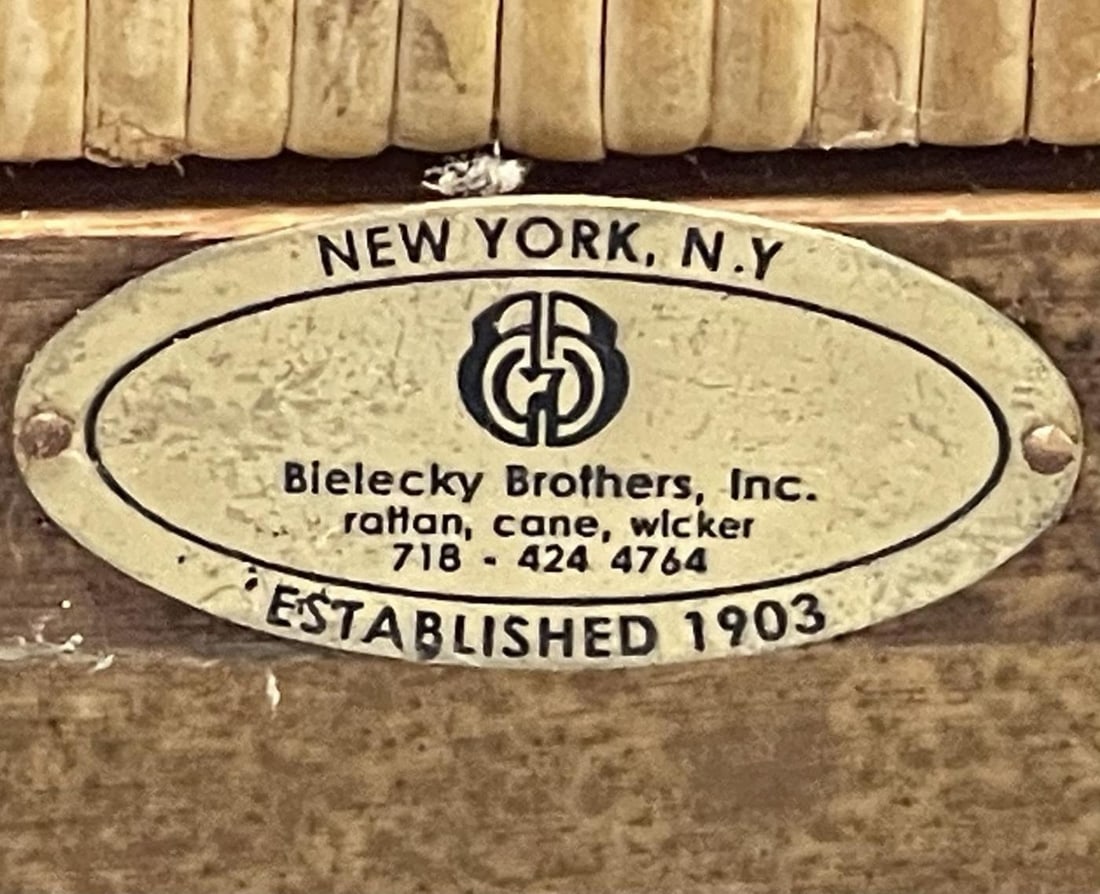 NEW YORK, N.Y
Bielecky Brothers, Inc.
rattan, cane, wicker
718 - 424 4764
ESTABLISHED 1903